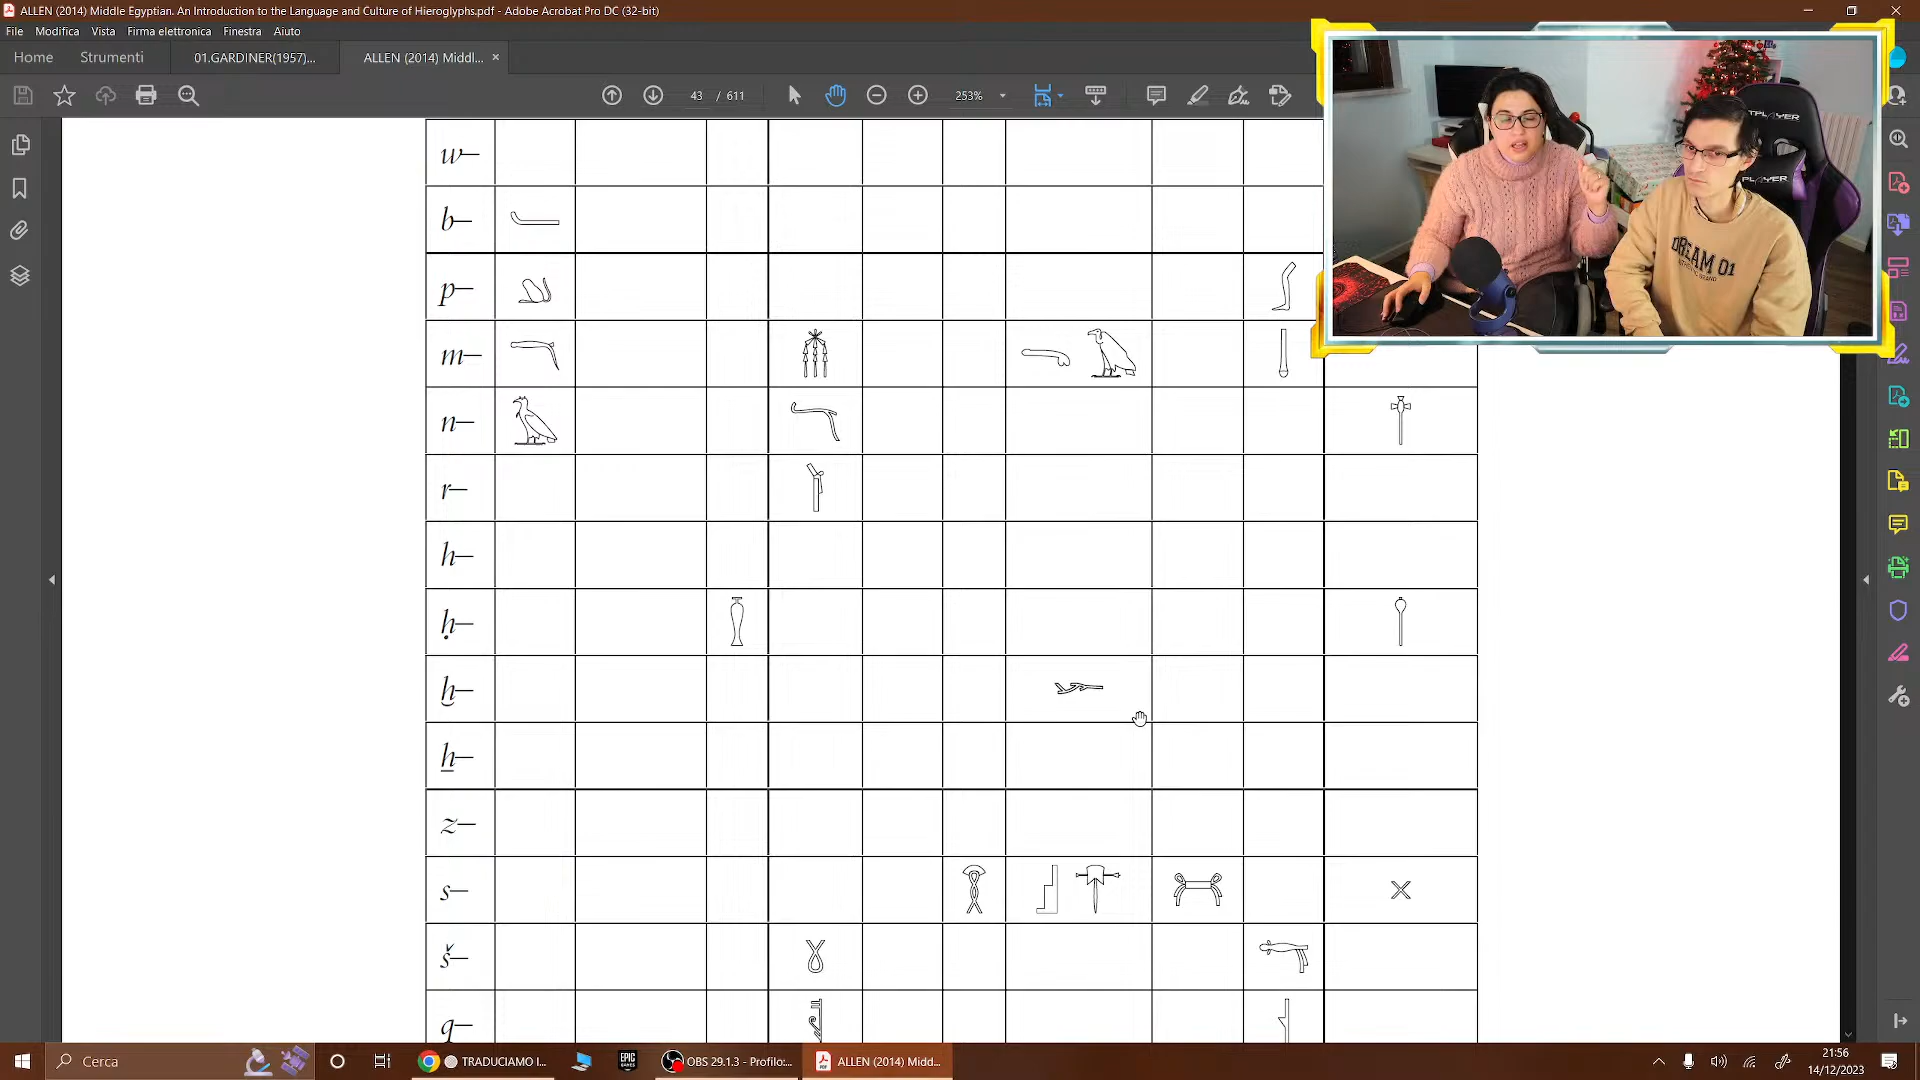 ALLEN (2014) Middle Egyptian. An Introduction to the Language and Culture of Hieroglyphs.pdf - Adobe Acrobat Pro DC (32-bit)
File Modifica Vista Firma elettronica Finestra Aiuto
Home Strumenti 01.GARDINER(1957)... ALLEN (2014) Middl... ×
43 / 611 253%
w–
b–
p–
m–
n–
r–
h–
ḥ–
ḫ–
ẖ–
z–
s–
š–
q–
DREAM 01
Cerca
TRADUCIAMO I...
EPIC GAMES
OBS 29.1.3 - Profilo:...
ALLEN (2014) Midd...
21:56
14/12/2023